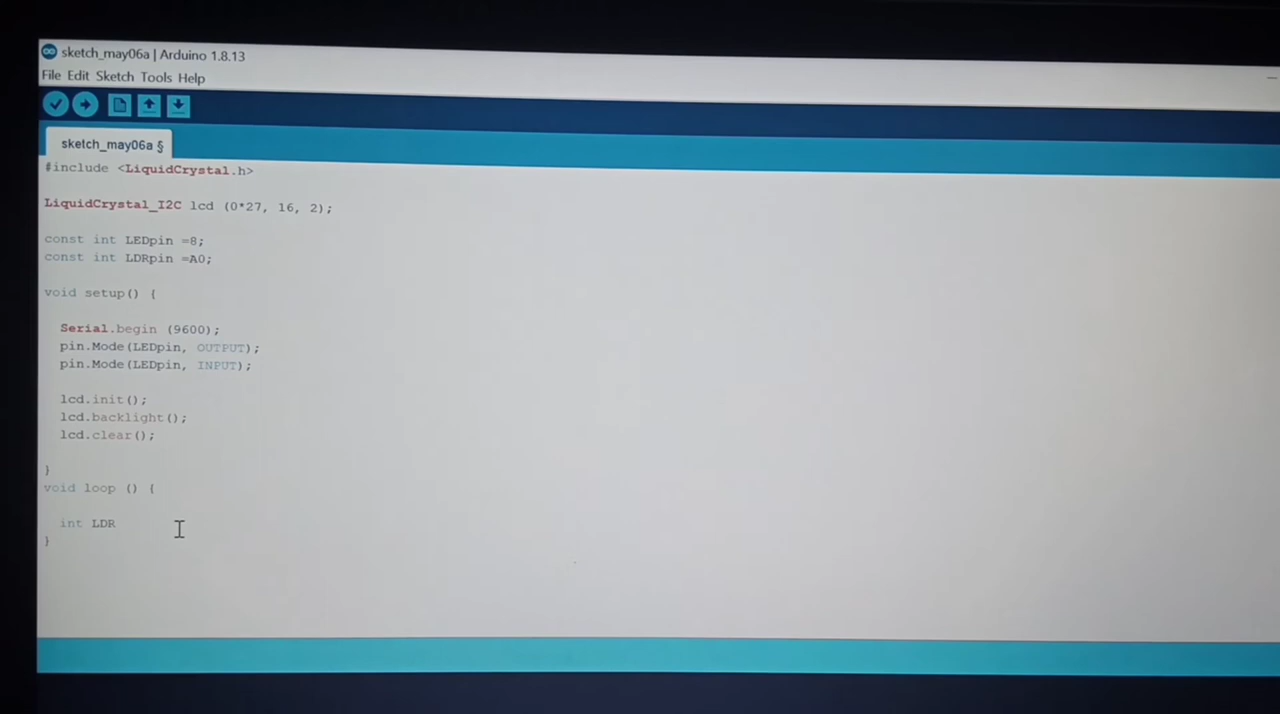 sketch_may06a | Arduino 1.8.13
File Edit Sketch Tools Help
sketch_may06a §
#include <LiquidCrystal.h>
LiquidCrystal_I2C lcd (0*27, 16, 2);
const int LEDpin =8;
const int LDRpin =A0;
void setup() {
Serial.begin (9600);
pin.Mode(LEDpin, OUTPUT);
pin.Mode(LEDpin, INPUT);
lcd.init();
lcd.backlight();
lcd.clear();
}
void loop () {
int LDR
}